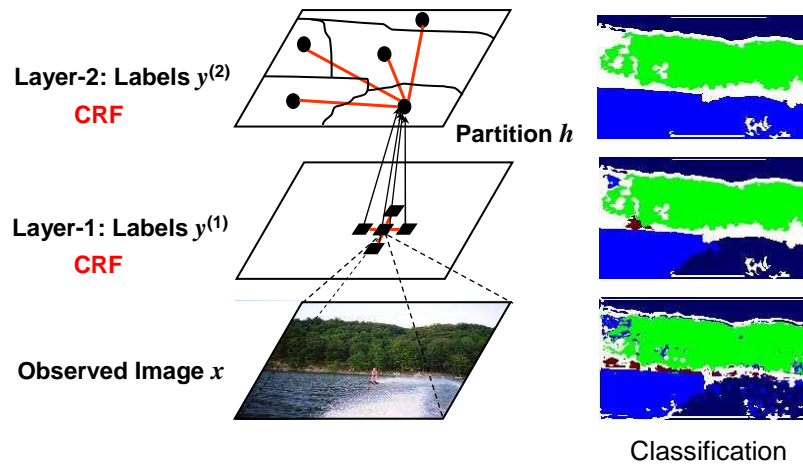 Layer-2: Labels y⁽²⁾
CRF
Partition h
Layer-1: Labels y⁽¹⁾
CRF
Observed Image x
Classification